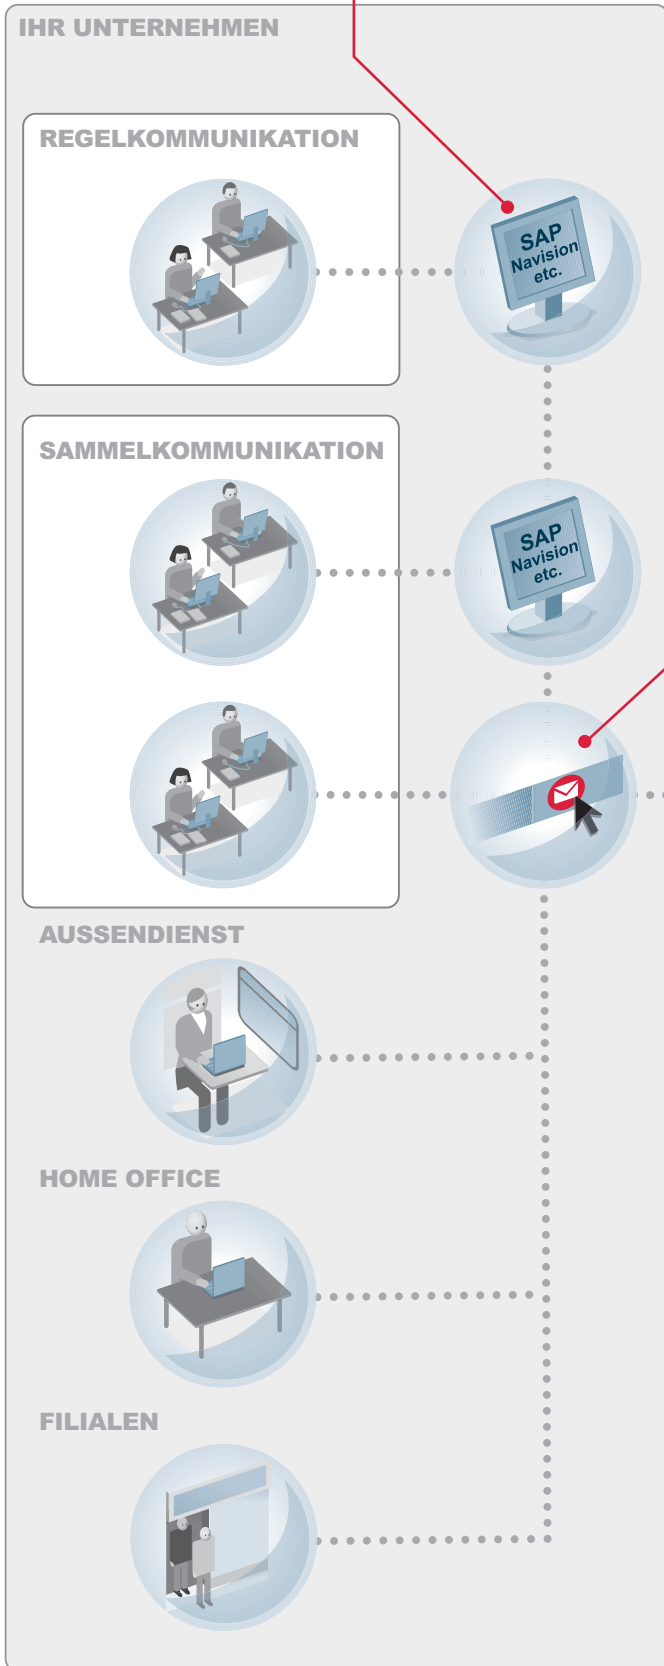 IHR UNTERNEHMEN
REGELKOMMUNIKATION
SAP
Navision
etc.
SAMMELKOMMUNIKATION
SAP
Navision
etc.
AUSSENDIENST
HOME OFFICE
FILIALEN